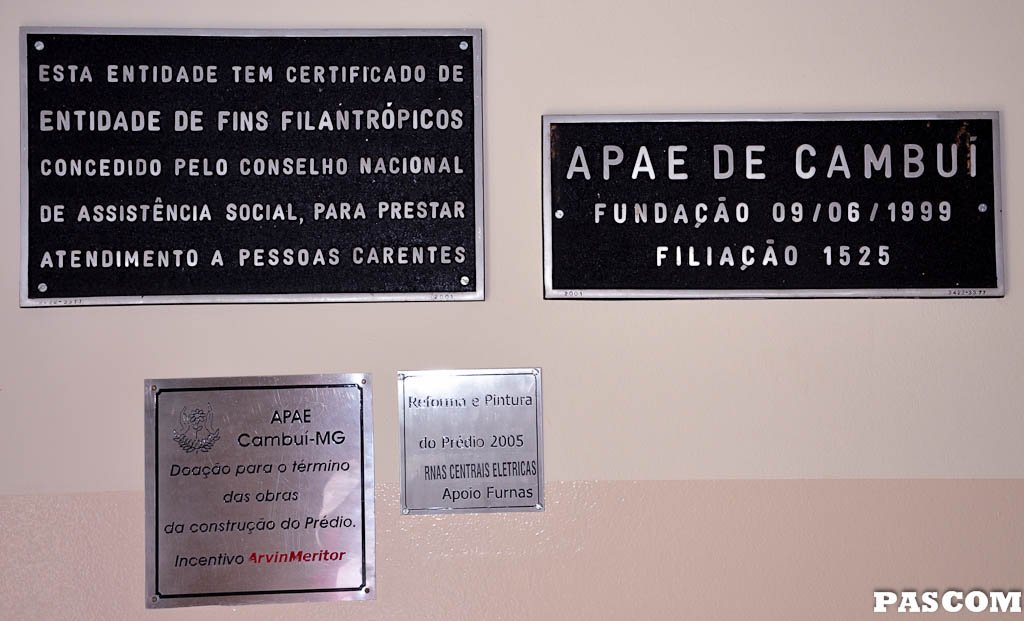 ESTA ENTIDADE TEM CERTIFICADO DE
ENTIDADE DE FINS FILANTRÓPICOS
CONCEDIDO PELO CONSELHO NACIONAL
DE ASSISTÊNCIA SOCIAL, PARA PRESTAR
ATENDIMENTO A PESSOAS CARENTES
2001
APAE DE CAMBUÍ
FUNDAÇÃO 09/06/1999
FILIAÇÃO 1525
2001
APAE
Cambuí-MG
Doação para o término
das obras
da construção do Prédio.
Incentivo ArvinMeritor
Reforma e Pintura
do Prédio 2005
RNAS CENTRAIS ELETRICAS
Apoio Furnas
PASCOM